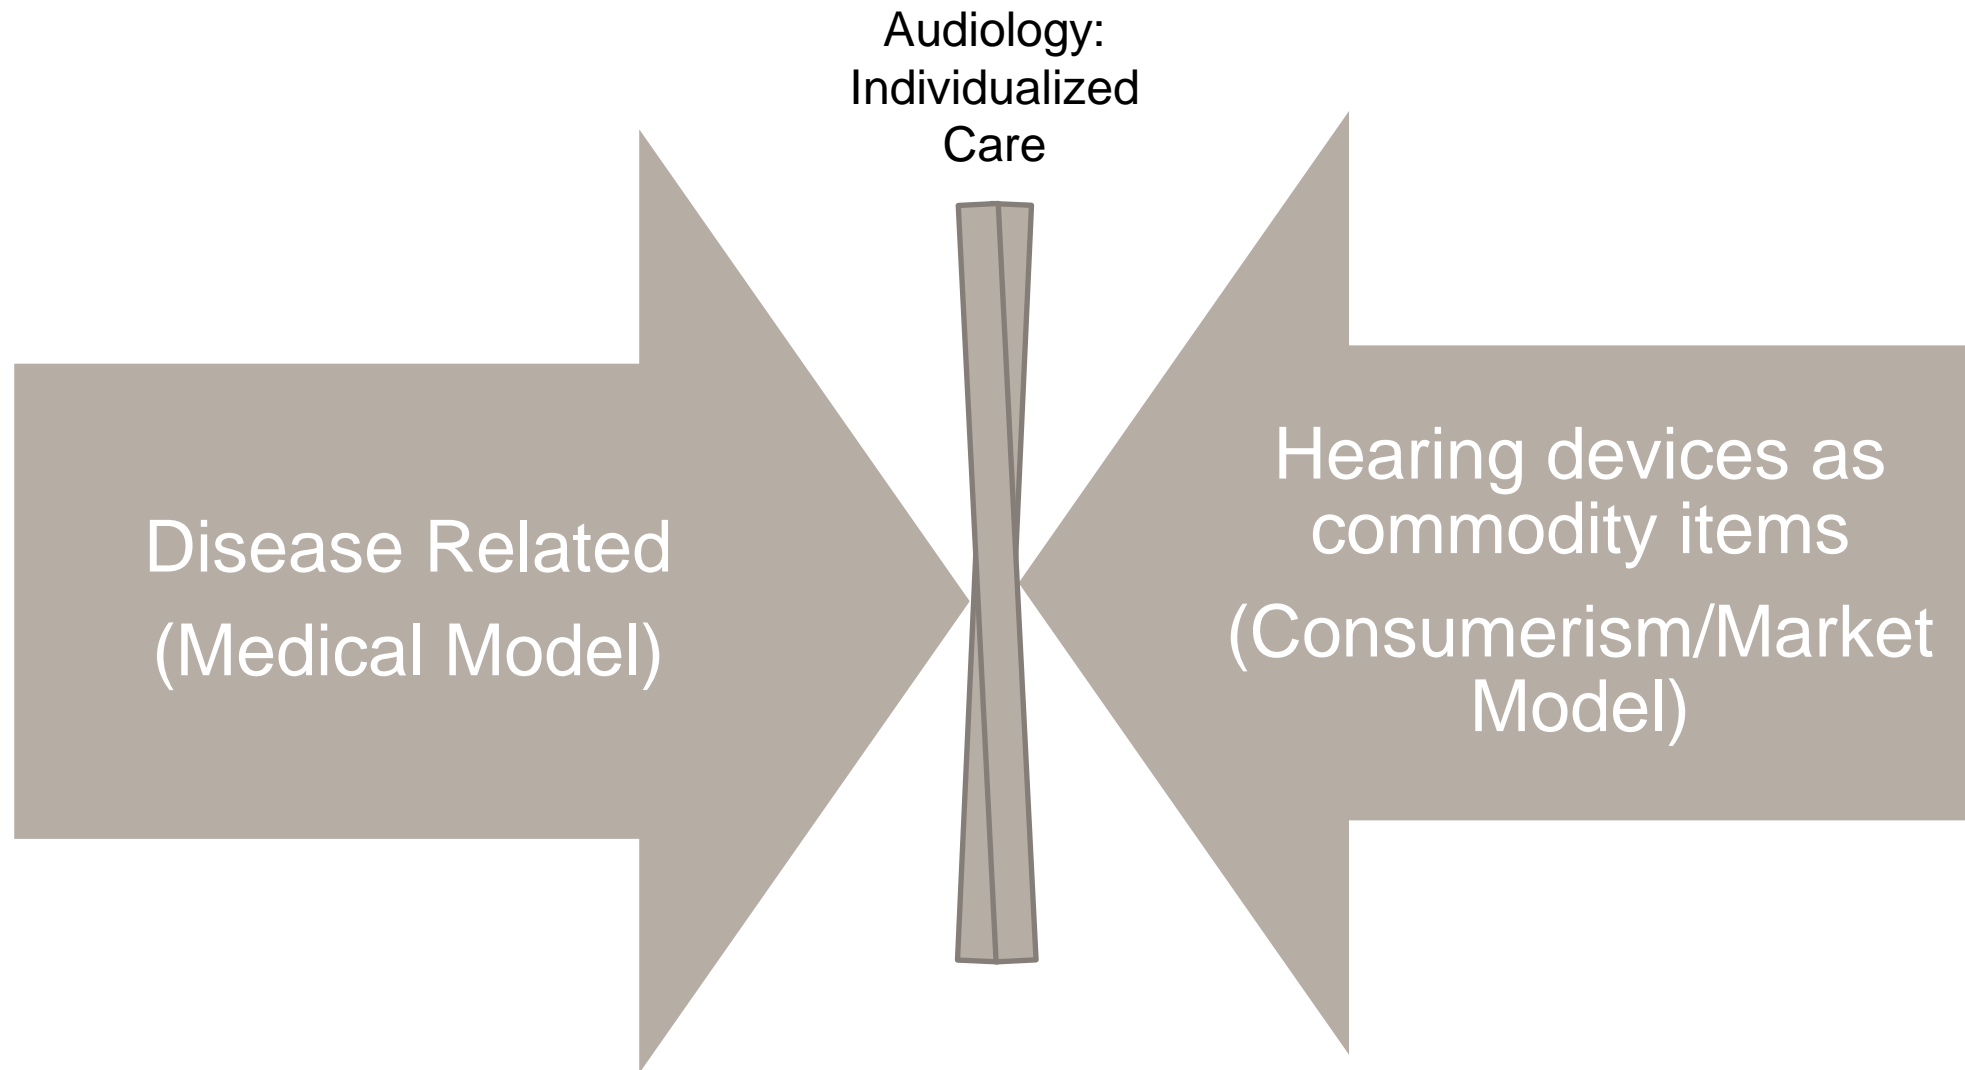 Audiology:
Individualized
Care
Disease Related
(Medical Model)
Hearing devices as
commodity items
(Consumerism/Market
Model)